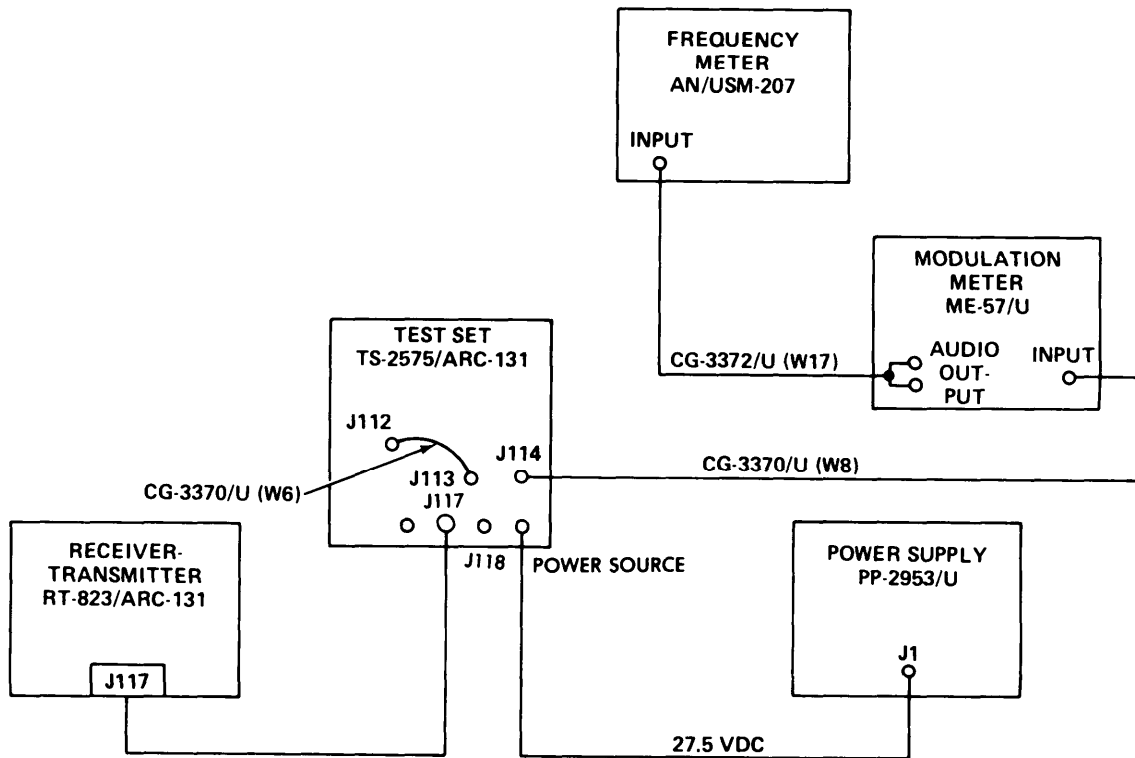 FREQUENCY
METER
AN/USM-207
INPUT
MODULATION
METER
ME-57/U
AUDIO
OUT-
PUT
INPUT
CG-3372/U (W17)
TEST SET
TS-2575/ARC-131
J112
J113
J114
J117
J118
POWER SOURCE
CG-3370/U (W6)
CG-3370/U (W8)
RECEIVER-
TRANSMITTER
RT-823/ARC-131
J117
POWER SUPPLY
PP-2953/U
J1
27.5 VDC